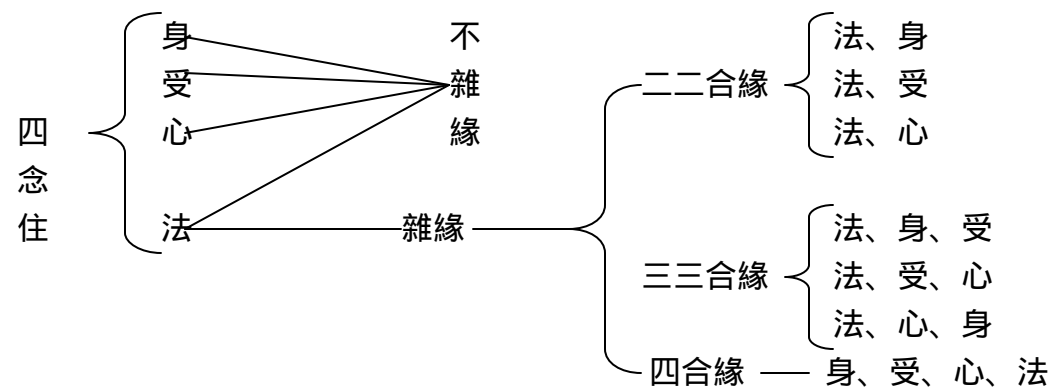 四念住
身
受
心
法
不雜緣
雜緣
二二合緣
法、身
法、受
法、心
三三合緣
法、身、受
法、受、心
法、心、身
四合緣
身、受、心、法